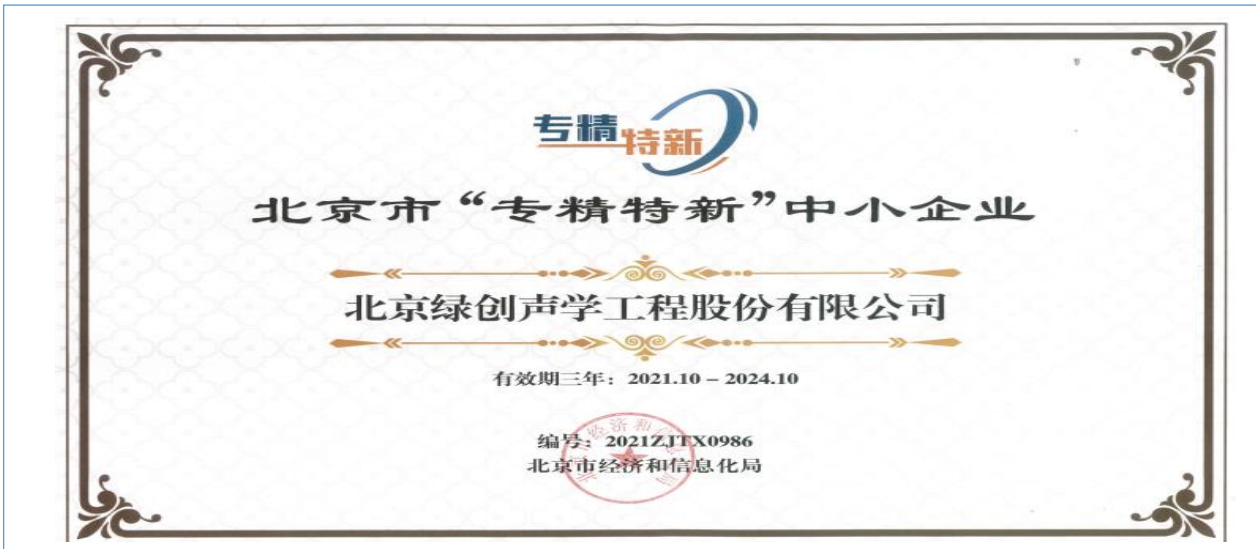 专精特新
北京市“专精特新”中小企业
北京绿创声学工程股份有限公司
有效期三年：2021.10 – 2024.10
编号：2021ZJTX0986
北京市经济和信息化局